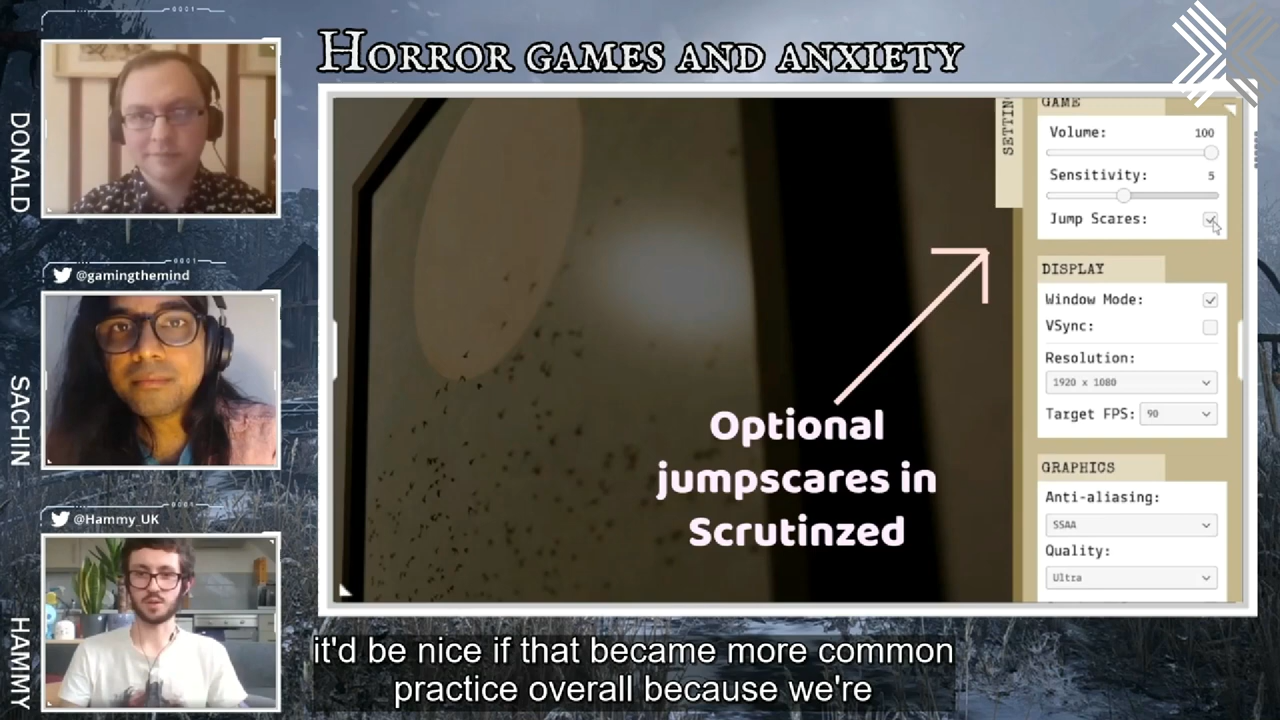 HORROR GAMES AND ANXIETY
DONALD
@gamingthemind
SACHIN
@Hammy_UK
HAMMY
SETTIN
GAME
Volume: 100
Sensitivity: 5
Jump Scares:
DISPLAY
Window Mode:
VSync:
Resolution:
1920 x 1080
Target FPS: 90
GRAPHICS
Anti-aliasing:
SSAA
Quality:
Ultra
Optional
jumpscares in
Scrutinzed
it'd be nice if that became more common
practice overall because we're